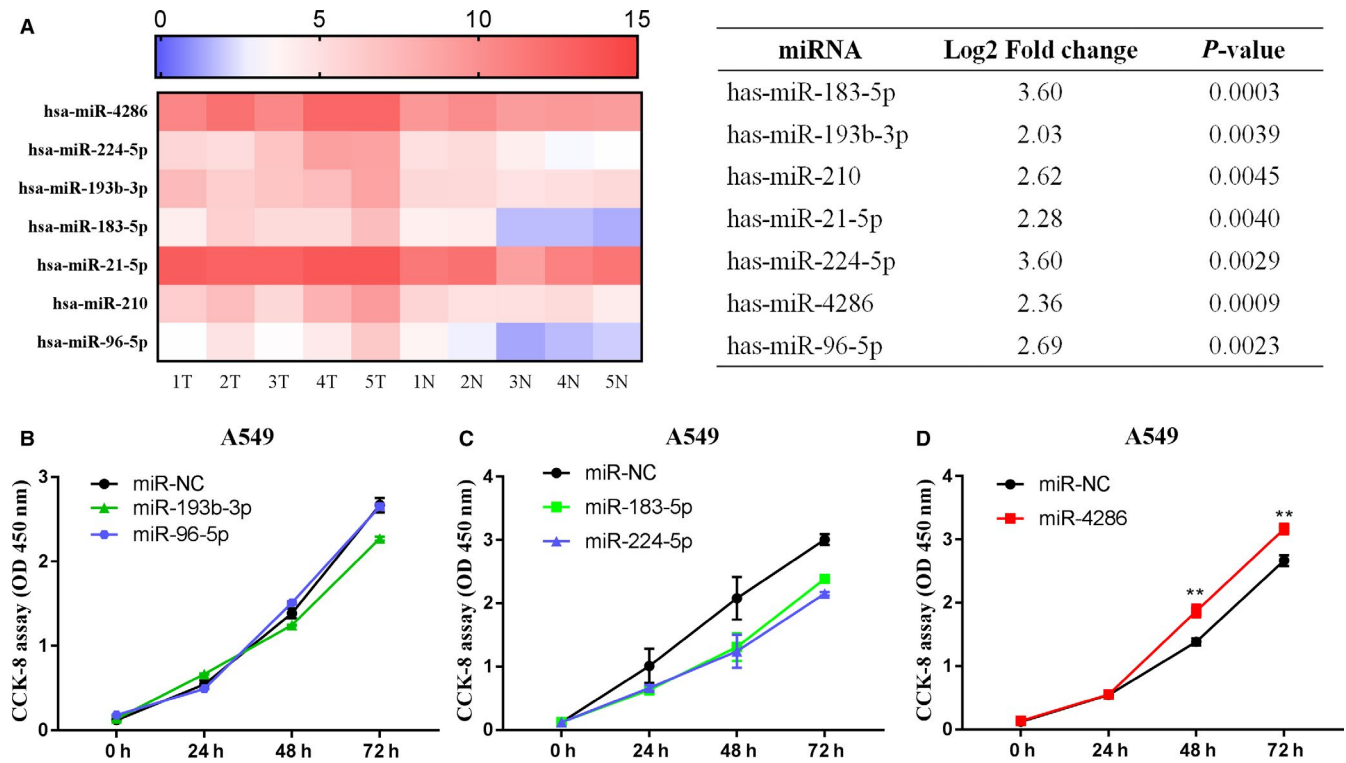 A
0 5 10 15
hsa-miR-4286
hsa-miR-224-5p
hsa-miR-193b-3p
hsa-miR-183-5p
hsa-miR-21-5p
hsa-miR-210
hsa-miR-96-5p
1T 2T 3T 4T 5T 1N 2N 3N 4N 5N
miRNA Log2 Fold change P-value
has-miR-183-5p 3.60 0.0003
has-miR-193b-3p 2.03 0.0039
has-miR-210 2.62 0.0045
has-miR-21-5p 2.28 0.0040
has-miR-224-5p 3.60 0.0029
has-miR-4286 2.36 0.0009
has-miR-96-5p 2.69 0.0023
B A549
CCK-8 assay (OD 450 nm)
3
2
1
0
miR-NC
miR-193b-3p
miR-96-5p
0 h 24 h 48 h 72 h
C A549
CCK-8 assay (OD 450 nm)
4
3
2
1
0
miR-NC
miR-183-5p
miR-224-5p
0 h 24 h 48 h 72 h
D A549
CCK-8 assay (OD 450 nm)
4
3
2
1
0
miR-NC
miR-4286
**
**
0 h 24 h 48 h 72 h